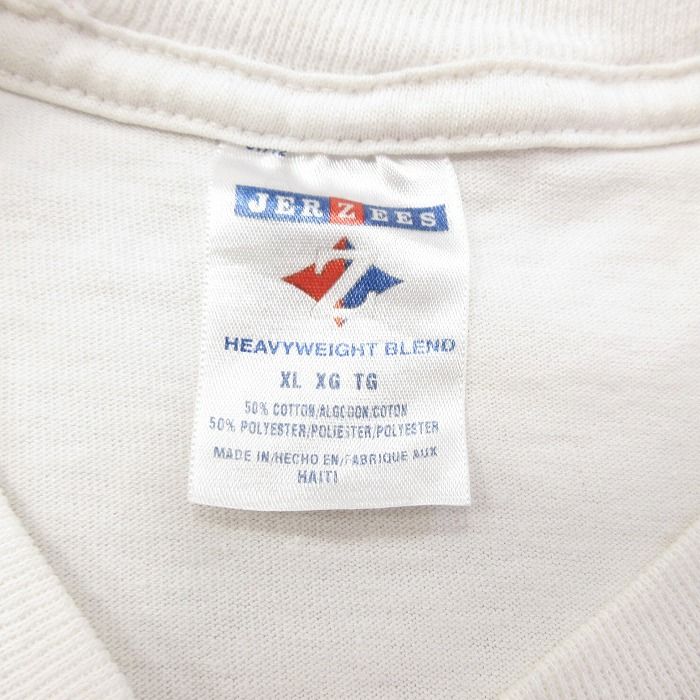 JERZEES
HEAVYWEIGHT BLEND
XL XG TG
50% COTTON/ALGODON/COTON
50% POLYESTER/POLIESTER/POLYESTER
MADE IN/HECHO EN/FABRIQUE AUX
HAITI